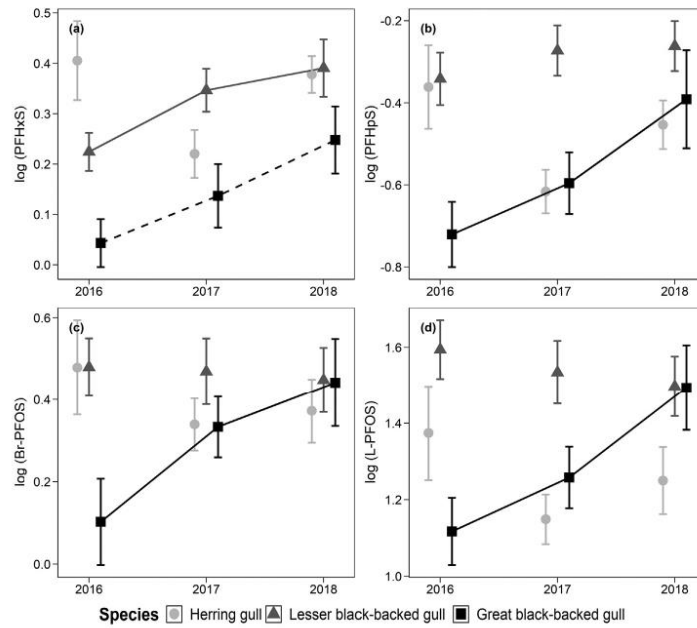 (a)
0.5
0.4
0.3
0.2
0.1
0.0
log (PFHxS)
2016 2017 2018
(b)
-0.2
-0.4
-0.6
-0.8
log (PFHpS)
2016 2017 2018
(c)
0.6
0.4
0.2
0.0
log (Br-PFOS)
2016 2017 2018
(d)
1.6
1.4
1.2
1.0
log (L-PFOS)
2016 2017 2018
Species Herring gull Lesser black-backed gull Great black-backed gull